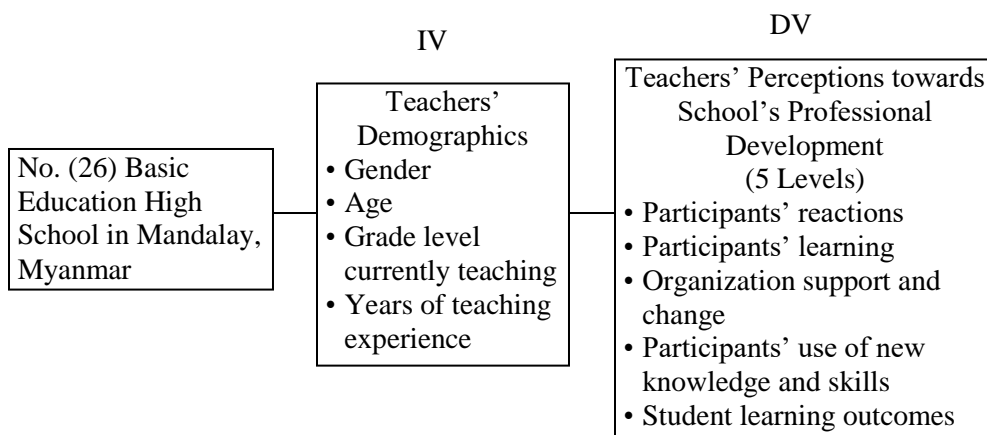 No. (26) Basic
Education High
School in Mandalay,
Myanmar
IV
Teachers’
Demographics
• Gender
• Age
• Grade level
currently teaching
• Years of teaching
experience
DV
Teachers’ Perceptions towards
School’s Professional
Development
(5 Levels)
• Participants’ reactions
• Participants’ learning
• Organization support and
change
• Participants’ use of new
knowledge and skills
• Student learning outcomes